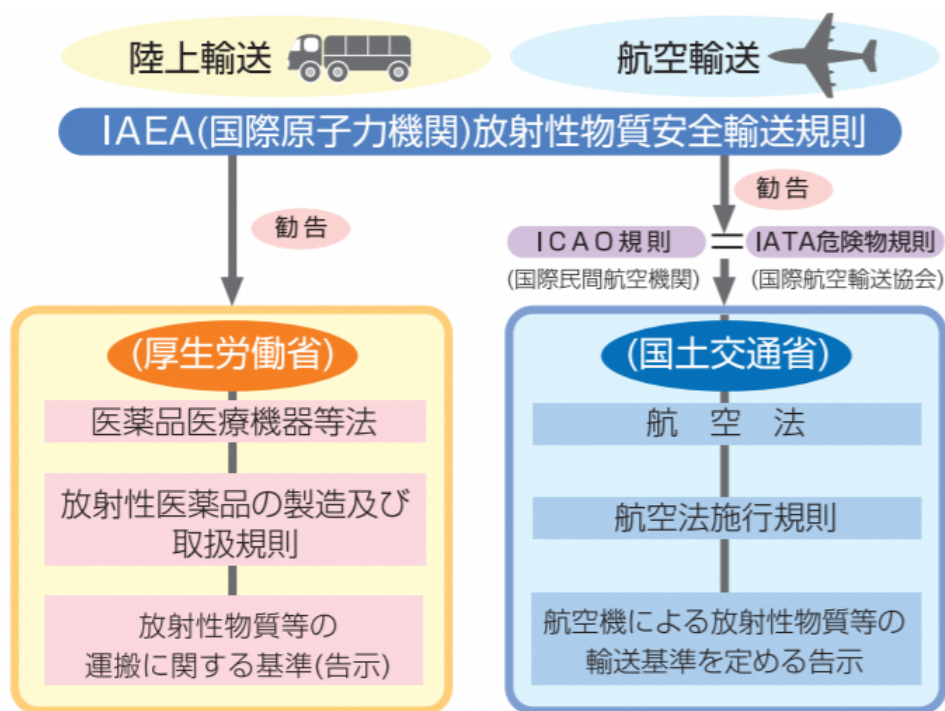 陸上輸送
航空輸送
IAEA(国際原子力機関)放射性物質安全輸送規則
勧告
勧告
ICAO規則
IATA危険物規則
(国際民間航空機関)
(国際航空輸送協会)
(厚生労働省)
医薬品医療機器等法
放射性医薬品の製造及び
取扱規則
放射性物質等の
運搬に関する基準(告示)
(国土交通省)
航空法
航空法施行規則
航空機による放射性物質等の
輸送基準を定める告示